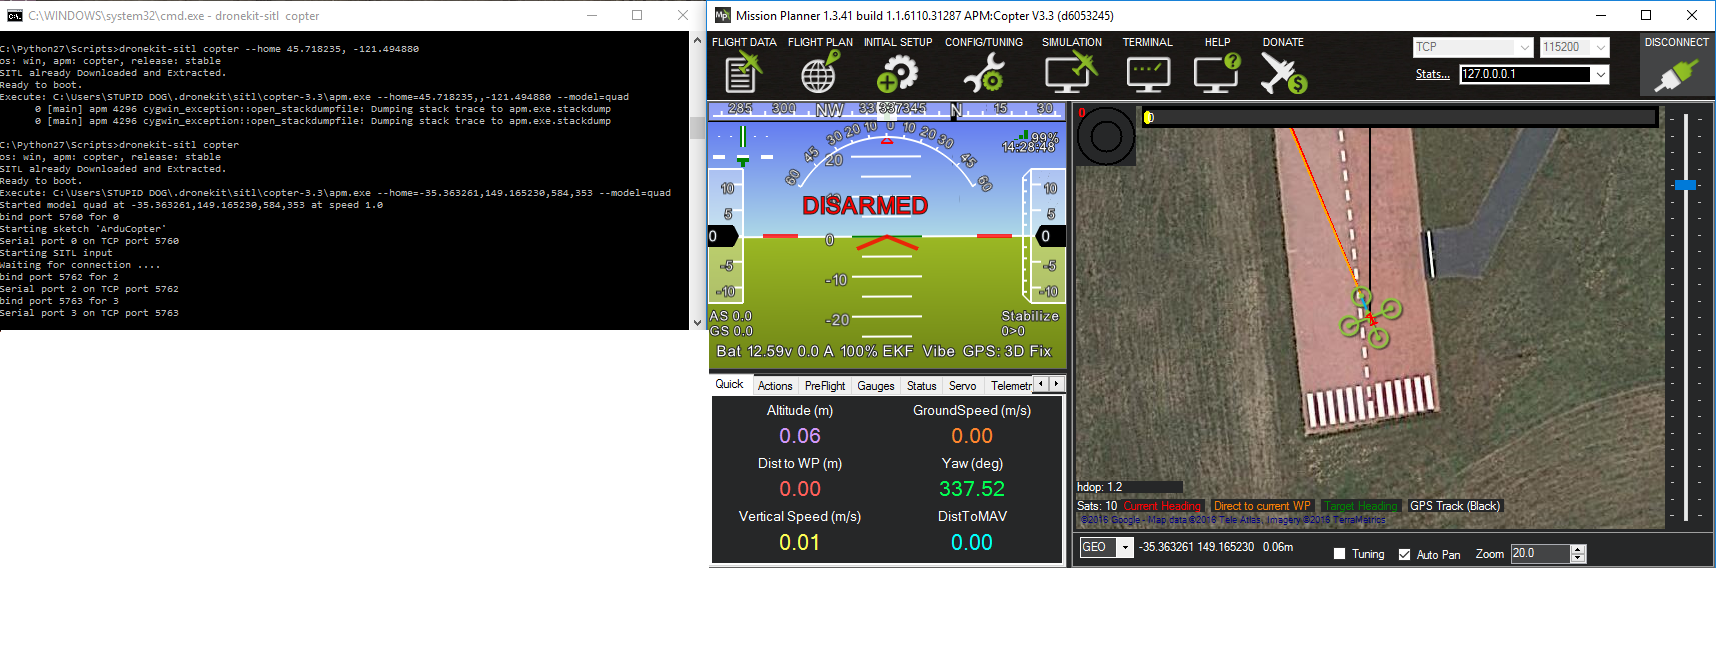 C:\WINDOWS\system32\cmd.exe - dronekit-sitl  copter
C:\Python27\Scripts>dronekit-sitl copter --home 45.718235, -121.494880
os: win, apm: copter, release: stable
SITL already Downloaded and Extracted.
Ready to boot.
Execute: C:\Users\STUPID DOG\.dronekit\sitl\copter-3.3\apm.exe --home=45.718235,,-121.494880 --model=quad
0 [main] apm 4296 cygwin_exception::open_stackdumpfile: Dumping stack trace to apm.exe.stackdump
0 [main] apm 4296 cygwin_exception::open_stackdumpfile: Dumping stack trace to apm.exe.stackdump
C:\Python27\Scripts>dronekit-sitl copter
os: win, apm: copter, release: stable
SITL already Downloaded and Extracted.
Ready to boot.
Execute: C:\Users\STUPID DOG\.dronekit\sitl\copter-3.3\apm.exe --home=-35.363261,149.165230,584,353 --model=quad
Started model quad at -35.363261,149.165230,584,353 at speed 1.0
bind port 5760 for 0
Starting sketch 'ArduCopter'
Serial port 0 on TCP port 5760
Starting SITL input
Waiting for connection ....
bind port 5762 for 2
Serial port 2 on TCP port 5762
bind port 5763 for 3
Serial port 3 on TCP port 5763
Mission Planner 1.3.41 build 1.1.6110.31287 APM:Copter V3.3 (d6053245)
FLIGHT DATA FLIGHT PLAN INITIAL SETUP CONFIG/TUNING SIMULATION TERMINAL HELP DONATE
TCP 115200 DISCONNECT
Stats... 127.0.0.1
285 300 NW 33 337345 N 15 30
60 45 30 20 10 0 10 20 30 45 60
99%
14:28:48
20
10 10
DISARMED
5 5
0 0 0
-5 -5
-10 -10 -10
-20
AS 0.0 Stabilize
GS 0.0 0>0
Bat 12.59v 0.0 A 100% EKF Vibe GPS: 3D Fix
Quick Actions PreFlight Gauges Status Servo Telemetr
Altitude (m) GroundSpeed (m/s)
0.06 0.00
Dist to WP (m) Yaw (deg)
0.00 337.52
Vertical Speed (m/s) DistToMAV
0.01 0.00
0
0
hdop: 1.2
Sats: 10 Current Heading Direct to current WP Target Heading GPS Track (Black)
©2016 Google - Map data ©2016 Tele Atlas, Imagery ©2016 TerraMetrics
GEO -35.363261 149.165230 0.06m Tuning Auto Pan Zoom 20.0